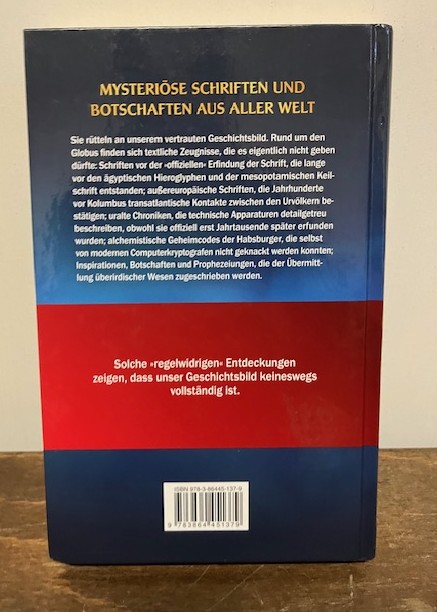 MYSTERIÖSE SCHRIFTEN UND
BOTSCHAFTEN AUS ALLER WELT
Sie rütteln an unserem vertrauten Geschichtsbild. Rund um den
Globus finden sich textliche Zeugnisse, die es eigentlich nicht geben
dürfte: Schriften vor der »offiziellen« Erfindung der Schrift, die lange
vor den ägyptischen Hieroglyphen und der mesopotamischen Keil-
schrift entstanden; außereuropäische Schriften, die Jahrhunderte
vor Kolumbus transatlantische Kontakte zwischen den Urvölkern be-
stätigen; uralte Chroniken, die technische Apparaturen detailgetreu
beschreiben, obwohl sie offiziell erst Jahrtausende später erfunden
wurden; alchemistische Geheimcodes der Habsburger, die selbst
von modernen Computerkryptografen nicht geknackt werden konnten;
Inspirationen, Botschaften und Prophezeiungen, die der Übermitt-
lung überirdischer Wesen zugeschrieben werden.
Solche »regelwidrigen« Entdeckungen
zeigen, dass unser Geschichtsbild keineswegs
vollständig ist.
ISBN 978-3-86445-137-9
9 783864 451379